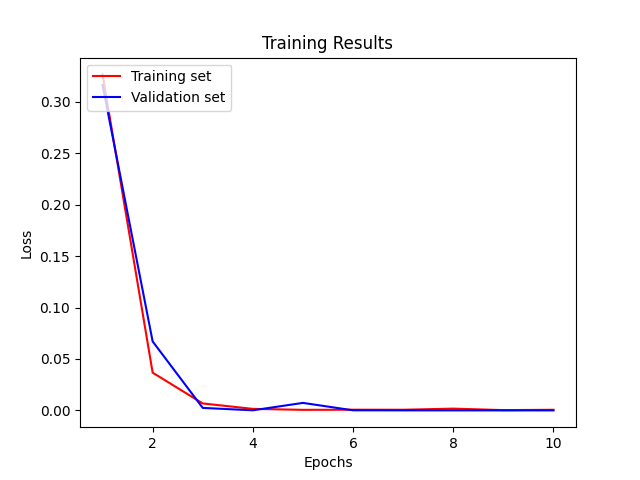 Training Results
Training set
Validation set
0.30
0.25
0.20
0.15
0.10
0.05
0.00
Loss
2
4
6
8
10
Epochs